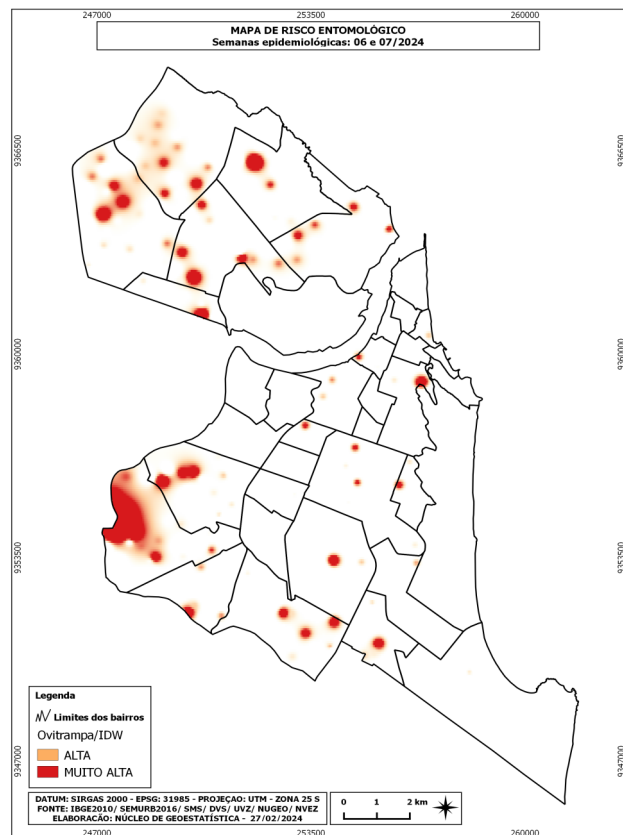 247000 253500 260000
MAPA DE RISCO ENTOMOLÓGICO
Semanas epidemiológicas: 06 e 07/2024
9366500 9366500
9360000 9360000
9353500 9353500
9347000 9347000
Legenda
Limites dos bairros
Ovitrampa/IDW
ALTA
MUITO ALTA
DATUM: SIRGAS 2000 - EPSG: 31985 - PROJEÇAO: UTM - ZONA 25 S
FONTE: IBGE2010/ SEMURB2016/ SMS/ DVS/ UVZ/ NUGEO/ NVEZ
ELABORAÇÃO: NÚCLEO DE GEOESTATÍSTICA - 27/02/2024
0 1 2 km
247000 253500 260000